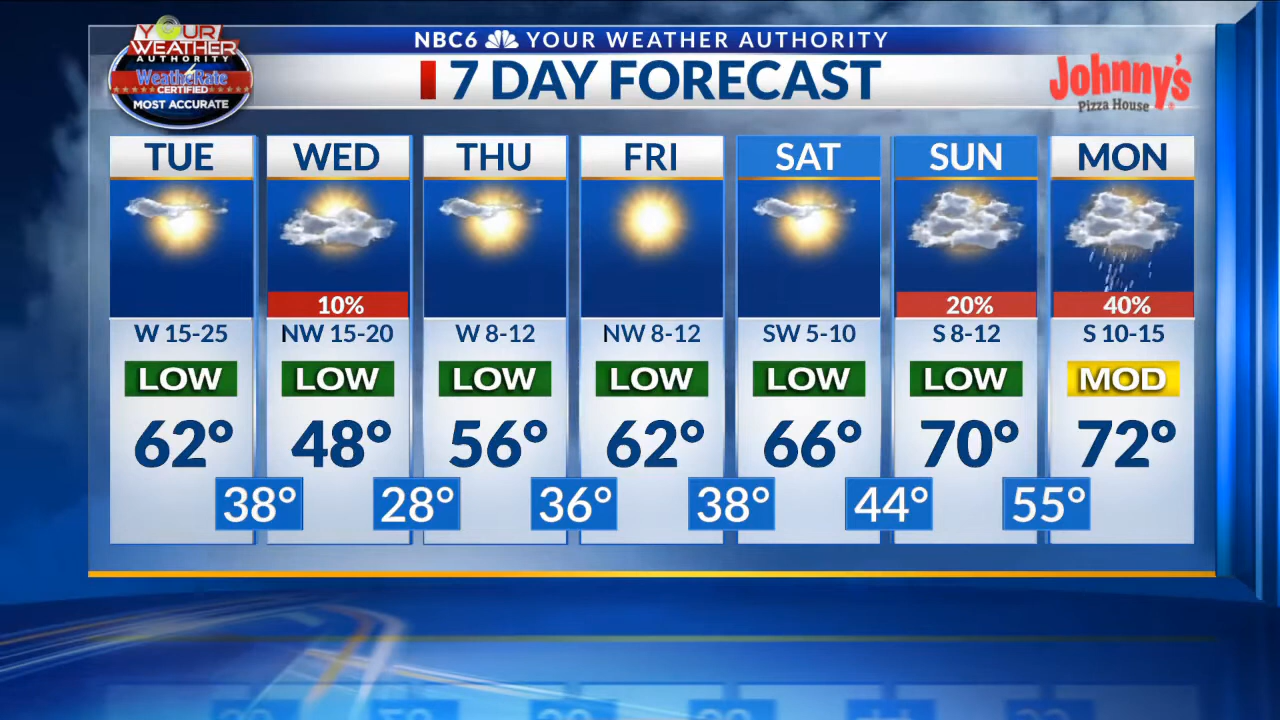 YOUR
WEATHER
AUTHORITY
WeatheRate
CERTIFIED
MOST ACCURATE
NBC6 YOUR WEATHER AUTHORITY
7 DAY FORECAST
Johnny's
Pizza House
TUE WED THU FRI SAT SUN MON
10% 20% 40%
W 15-25 NW 15-20 W 8-12 NW 8-12 SW 5-10 S 8-12 S 10-15
LOW LOW LOW LOW LOW LOW MOD
62° 48° 56° 62° 66° 70° 72°
38° 28° 36° 38° 44° 55°